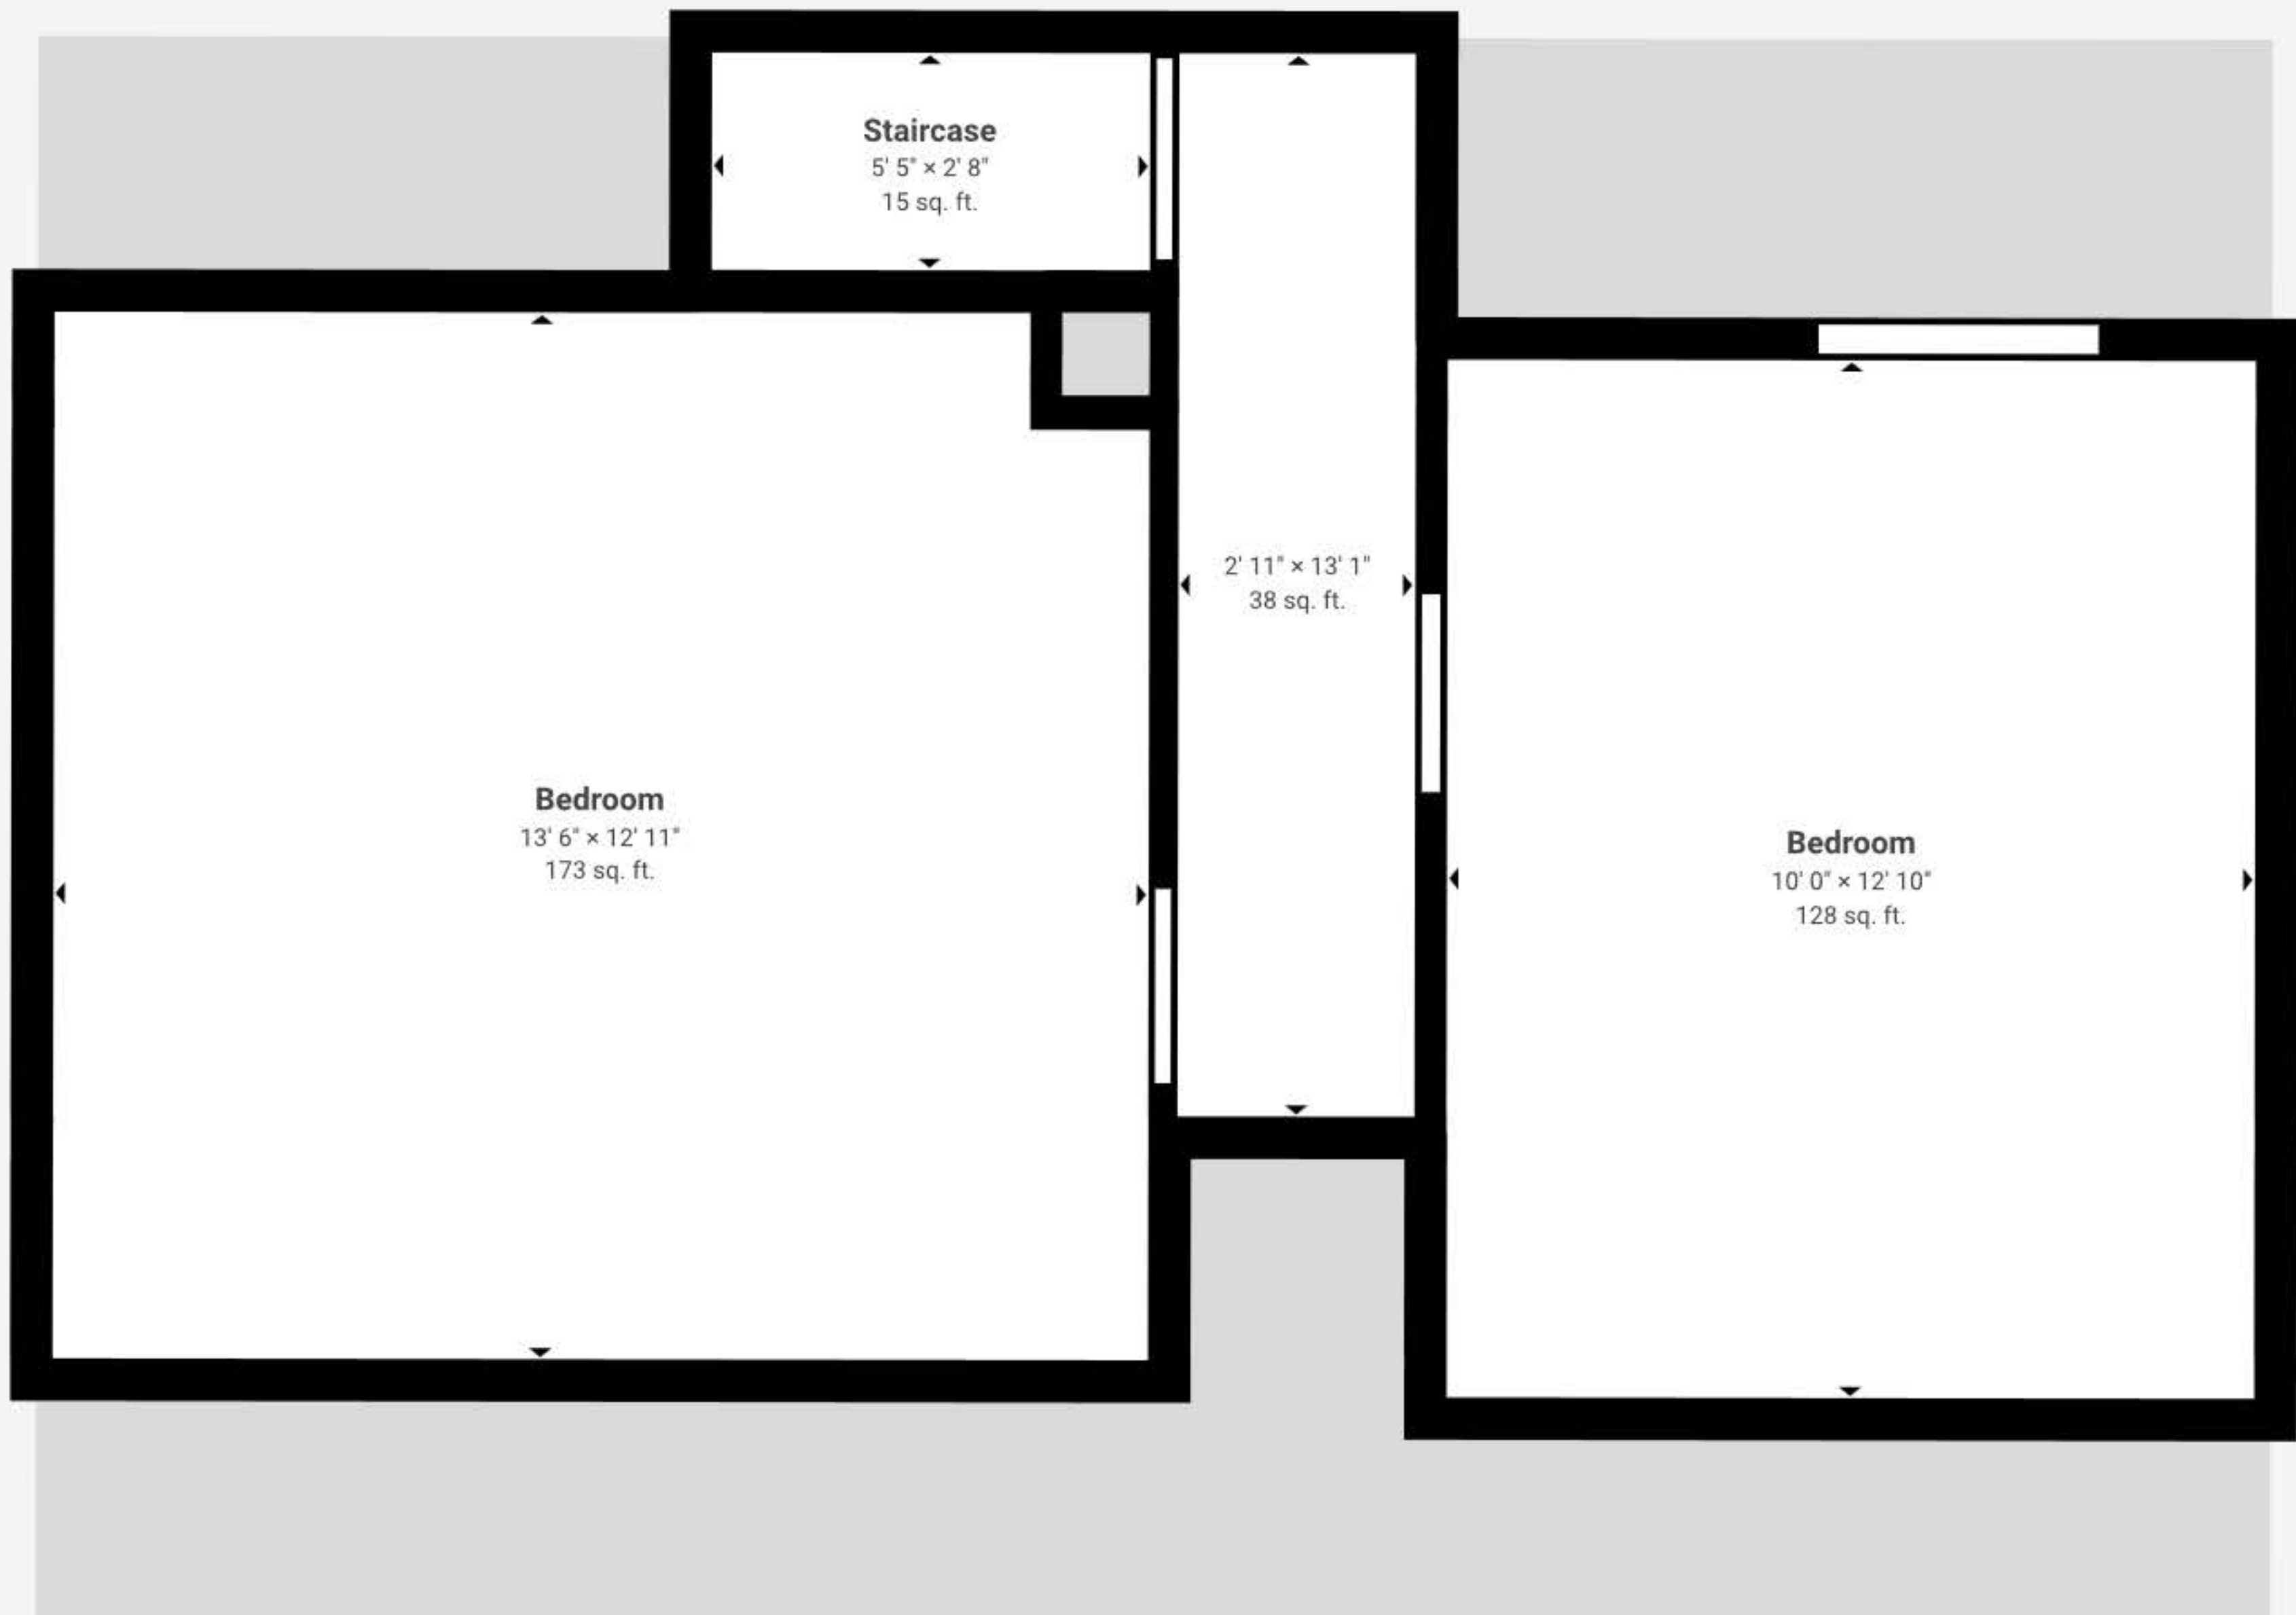 Staircase
5' 5" × 2' 8"
15 sq. ft.
2' 11" × 13' 1"
38 sq. ft.
Bedroom
13' 6" × 12' 11"
173 sq. ft.
Bedroom
10' 0" × 12' 10"
128 sq. ft.